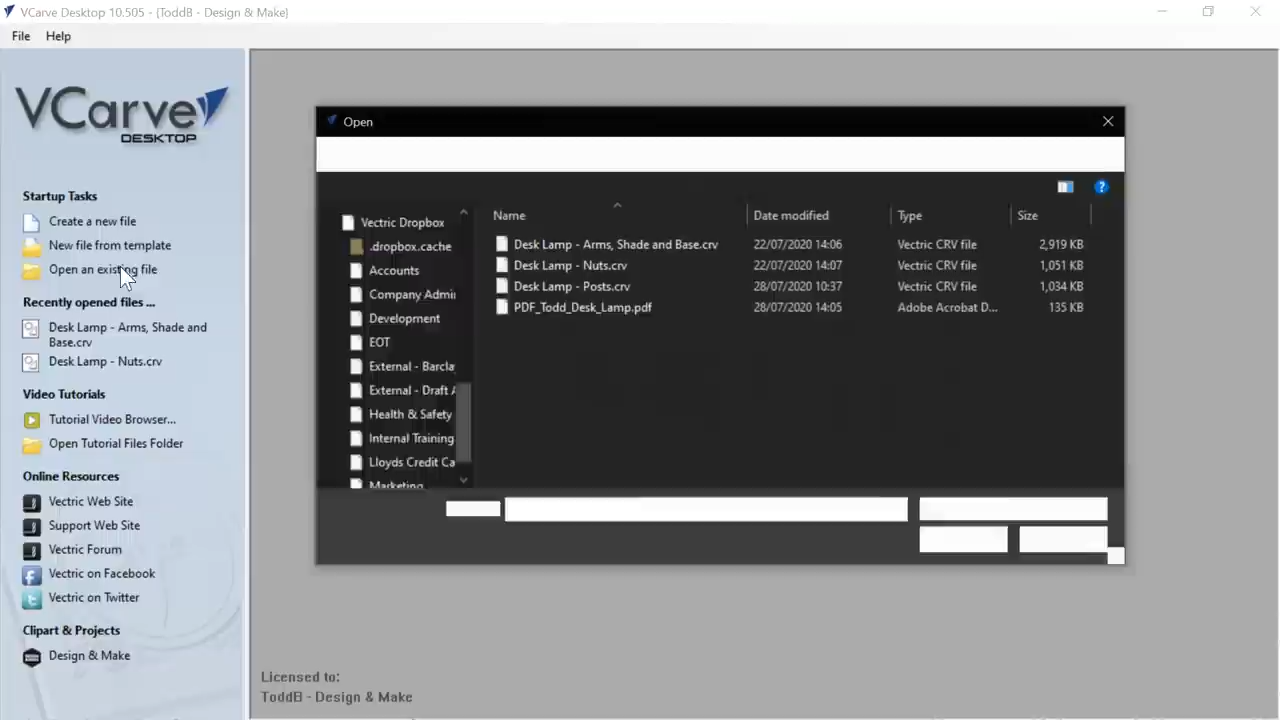 VCarve Desktop 10.505 - {ToddB - Design & Make}
File Help
VCarve
DESKTOP
Startup Tasks
Create a new file
New file from template
Open an existing file
Recently opened files ...
Desk Lamp - Arms, Shade and
Base.crv
Desk Lamp - Nuts.crv
Video Tutorials
Tutorial Video Browser...
Open Tutorial Files Folder
Online Resources
Vectric Web Site
Support Web Site
Vectric Forum
Vectric on Facebook
Vectric on Twitter
Clipart & Projects
Design & Make
Open
Vectric Dropbox
.dropbox.cache
Accounts
Company Admi
Development
EOT
External - Barcla
External - Draft A
Health & Safety
Internal Training
Lloyds Credit Ca
Marketing
Name Date modified Type Size
Desk Lamp - Arms, Shade and Base.crv 22/07/2020 14:06 Vectric CRV file 2,919 KB
Desk Lamp - Nuts.crv 22/07/2020 14:07 Vectric CRV file 1,051 KB
Desk Lamp - Posts.crv 28/07/2020 10:37 Vectric CRV file 1,034 KB
PDF_Todd_Desk_Lamp.pdf 28/07/2020 14:05 Adobe Acrobat D... 135 KB
Licensed to:
ToddB - Design & Make